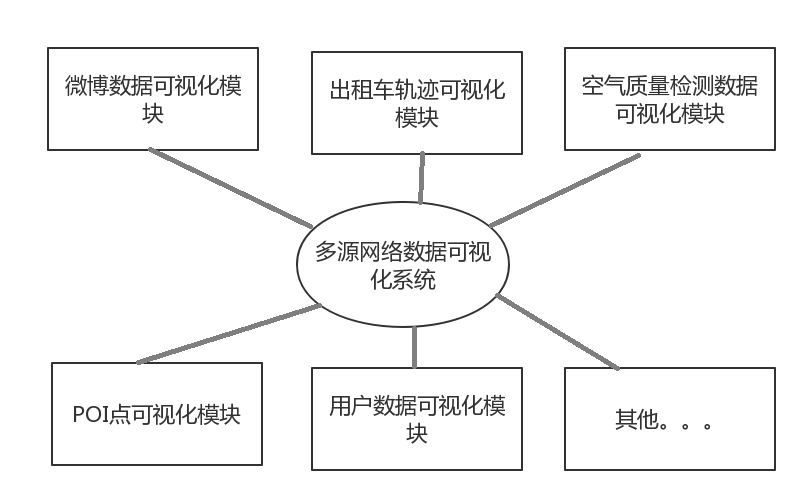 微博数据可视化模
块
出租车轨迹可视化
模块
空气质量检测数据
可视化模块
多源网络数据可视
化系统
POI点可视化模块
用户数据可视化模
块
其他。。。